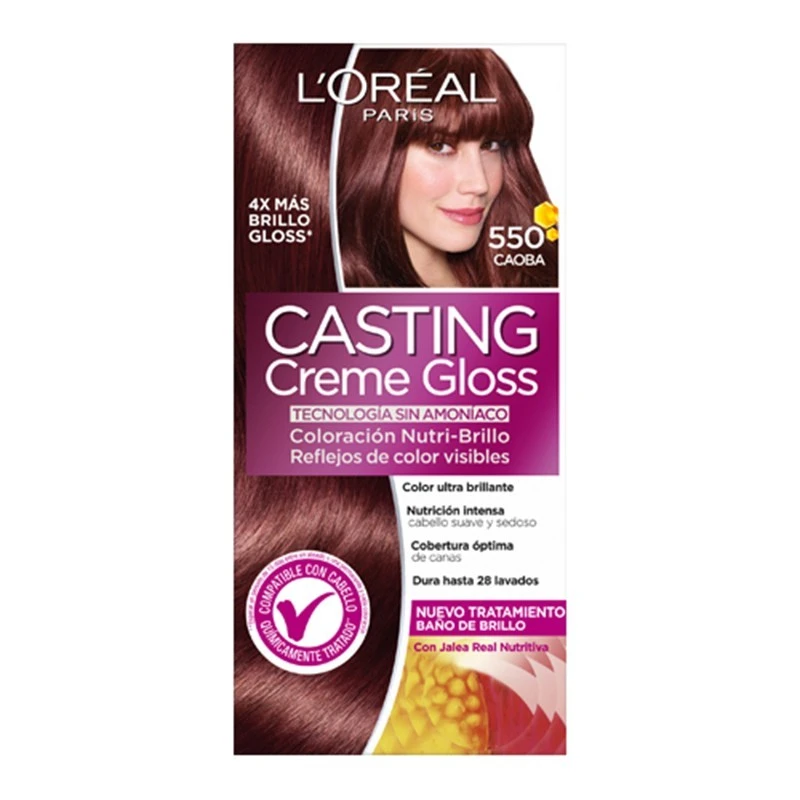 L'ORÉAL
PARIS
4X MÁS
BRILLO
GLOSS*
550
CAOBA
CASTING
Creme Gloss
TECNOLOGÍA SIN AMONÍACO
Coloración Nutri-Brillo
Reflejos de color visibles
Color ultra brillante
Nutrición intensa
cabello suave y sedoso
Cobertura óptima
de canas
Dura hasta 28 lavados
COMPATIBLE CON CABELLO
QUÍMICAMENTE TRATADO
NUEVO TRATAMIENTO
BAÑO DE BRILLO
Con Jalea Real Nutritiva